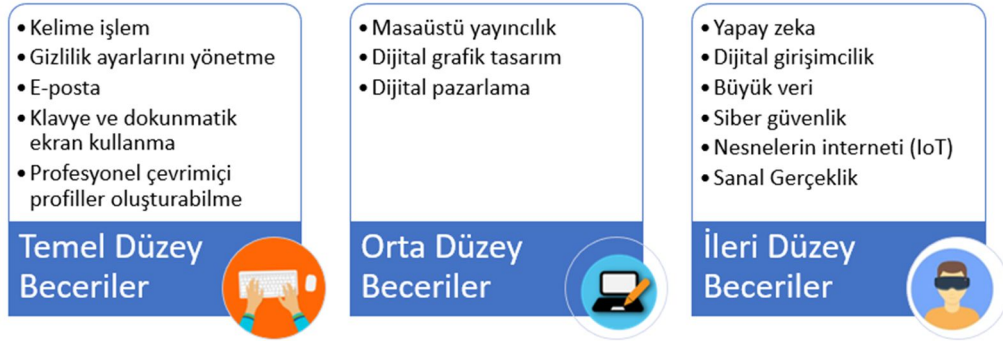 • Kelime işlem
• Gizlilik ayarlarını yönetme
• E-posta
• Klavye ve dokunmatik
ekran kullanma
• Profesyonel çevrimiçi
profiller oluşturabilme
Temel Düzey
Beceriler
• Masaüstü yayıncılık
• Dijital grafik tasarım
• Dijital pazarlama
Orta Düzey
Beceriler
• Yapay zeka
• Dijital girişimcilik
• Büyük veri
• Siber güvenlik
• Nesnelerin interneti (IoT)
• Sanal Gerçeklik
İleri Düzey
Beceriler